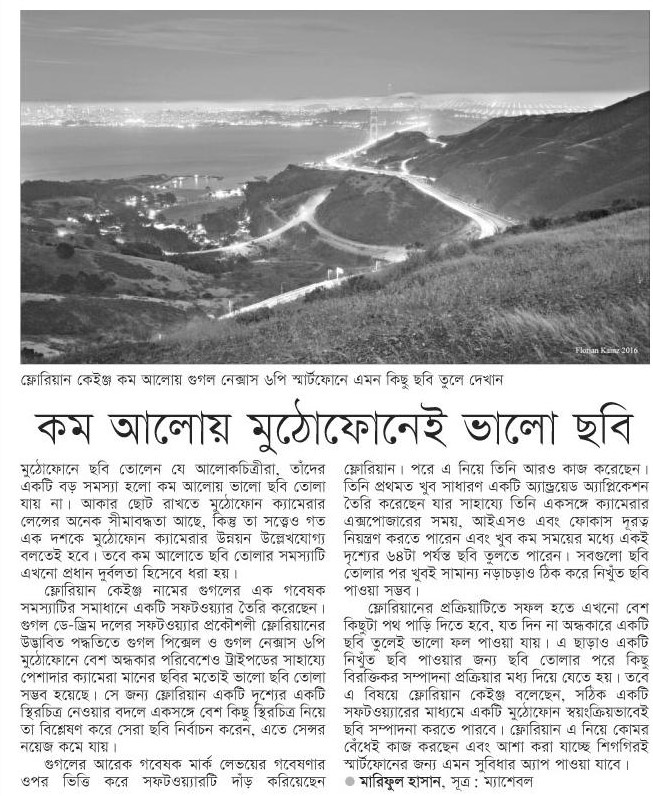 Florian Kainz 2016
ফ্লোরিয়ান কেইঞ্জ কম আলোয় গুগল নেক্সাস ৬পি স্মার্টফোনে এমন কিছু ছবি তুলে দেখান
কম আলোয় মুঠোফোনেই ভালো ছবি
মুঠোফোনে ছবি তোলেন যে আলোকচিত্রীরা, তাঁদের
একটি বড় সমস্যা হলো কম আলোয় ভালো ছবি তোলা
যায় না। আকার ছোট রাখতে মুঠোফোন ক্যামেরার
লেন্সের অনেক সীমাবদ্ধতা আছে, কিন্তু তা সত্ত্বেও গত
এক দশকে মুঠোফোন ক্যামেরার উন্নয়ন উল্লেখযোগ্য
বলতেই হবে। তবে কম আলোতে ছবি তোলার সমস্যাটি
এখনো প্রধান দুর্বলতা হিসেবে ধরা হয়।
ফ্লোরিয়ান কেইঞ্জ নামের গুগলের এক গবেষক
সমস্যাটির সমাধানে একটি সফটওয়্যার তৈরি করেছেন।
গুগল ডে-ড্রিম দলের সফটওয়্যার প্রকৌশলী ফ্লোরিয়ানের
উদ্ভাবিত পদ্ধতিতে গুগল পিক্সেল ও গুগল নেক্সাস ৬পি
মুঠোফোনে বেশ অন্ধকার পরিবেশেও ট্রাইপডের সাহায্যে
পেশাদার ক্যামেরা মানের ছবির মতোই ভালো ছবি তোলা
সম্ভব হয়েছে। সে জন্য ফ্লোরিয়ান একটি দৃশ্যের একটি
স্থিরচিত্র নেওয়ার বদলে একসঙ্গে বেশ কিছু স্থিরচিত্র নিয়ে
তা বিশ্লেষণ করে সেরা ছবি নির্বাচন করেন, এতে সেন্সর
নয়েজ কমে যায়।
গুগলের আরেক গবেষক মার্ক লেভয়ের গবেষণার
ওপর ভিত্তি করে সফটওয়্যারটি দাঁড় করিয়েছেন
ফ্লোরিয়ান। পরে এ নিয়ে তিনি আরও কাজ করেছেন।
তিনি প্রথমত খুব সাধারণ একটি অ্যান্ড্রয়েড অ্যাপ্লিকেশন
তৈরি করেছেন যার সাহায্যে তিনি একসঙ্গে ক্যামেরার
এক্সপোজারের সময়, আইএসও এবং ফোকাস দূরত্ব
নিয়ন্ত্রণ করতে পারেন এবং খুব কম সময়ের মধ্যে একই
দৃশ্যের ৬৪টা পর্যন্ত ছবি তুলতে পারেন। সবগুলো ছবি
তোলার পর খুবই সামান্য নড়াচড়াও ঠিক করে নিখুঁত ছবি
পাওয়া সম্ভব।
ফ্লোরিয়ানের প্রক্রিয়াটিতে সফল হতে এখনো বেশ
কিছুটা পথ পাড়ি দিতে হবে, যত দিন না অন্ধকারে একটি
ছবি তুলেই ভালো ফল পাওয়া যায়। এ ছাড়াও একটি
নিখুঁত ছবি পাওয়ার জন্য ছবি তোলার পরে কিছু
বিরক্তিকর সম্পাদনা প্রক্রিয়ার মধ্য দিয়ে যেতে হয়। তবে
এ বিষয়ে ফ্লোরিয়ান কেইঞ্জ বলেছেন, সঠিক একটি
সফটওয়্যারের মাধ্যমে একটি মুঠোফোন স্বয়ংক্রিয়ভাবেই
ছবি সম্পাদনা করতে পারবে। ফ্লোরিয়ান এ নিয়ে কোমর
বেঁধেই কাজ করছেন এবং আশা করা যাচ্ছে শিগগিরই
স্মার্টফোনের জন্য এমন সুবিধার অ্যাপ পাওয়া যাবে।
● মারিফুল হাসান, সূত্র : ম্যাশেবল